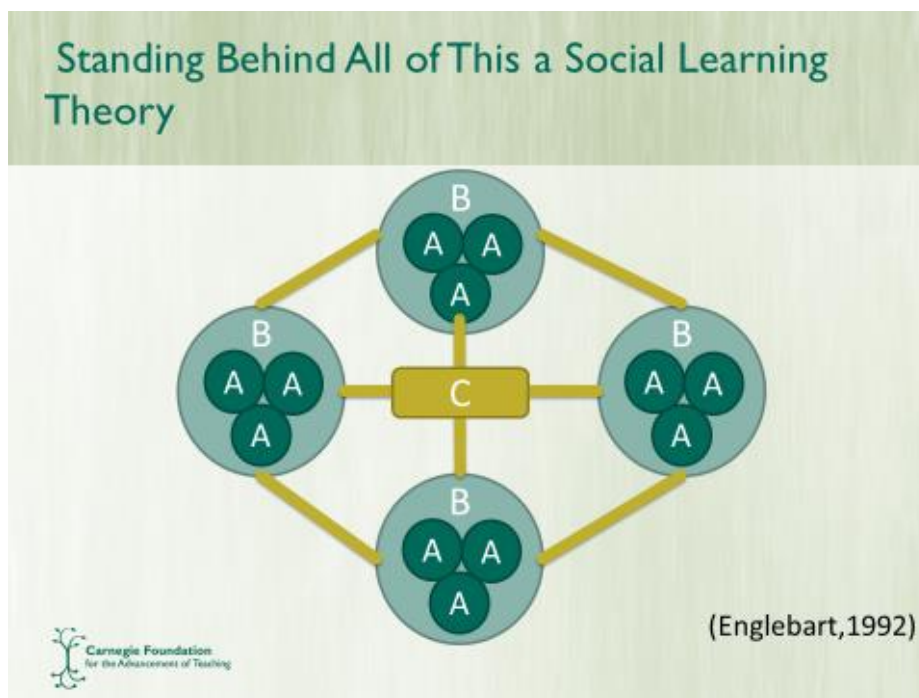 Standing Behind All of This a Social Learning
Theory
B
A A
A
B
A A
A
C
B
A A
A
B
A A
A
(Englebart,1992)
Carnegie Foundation
for the Advancement of Teaching